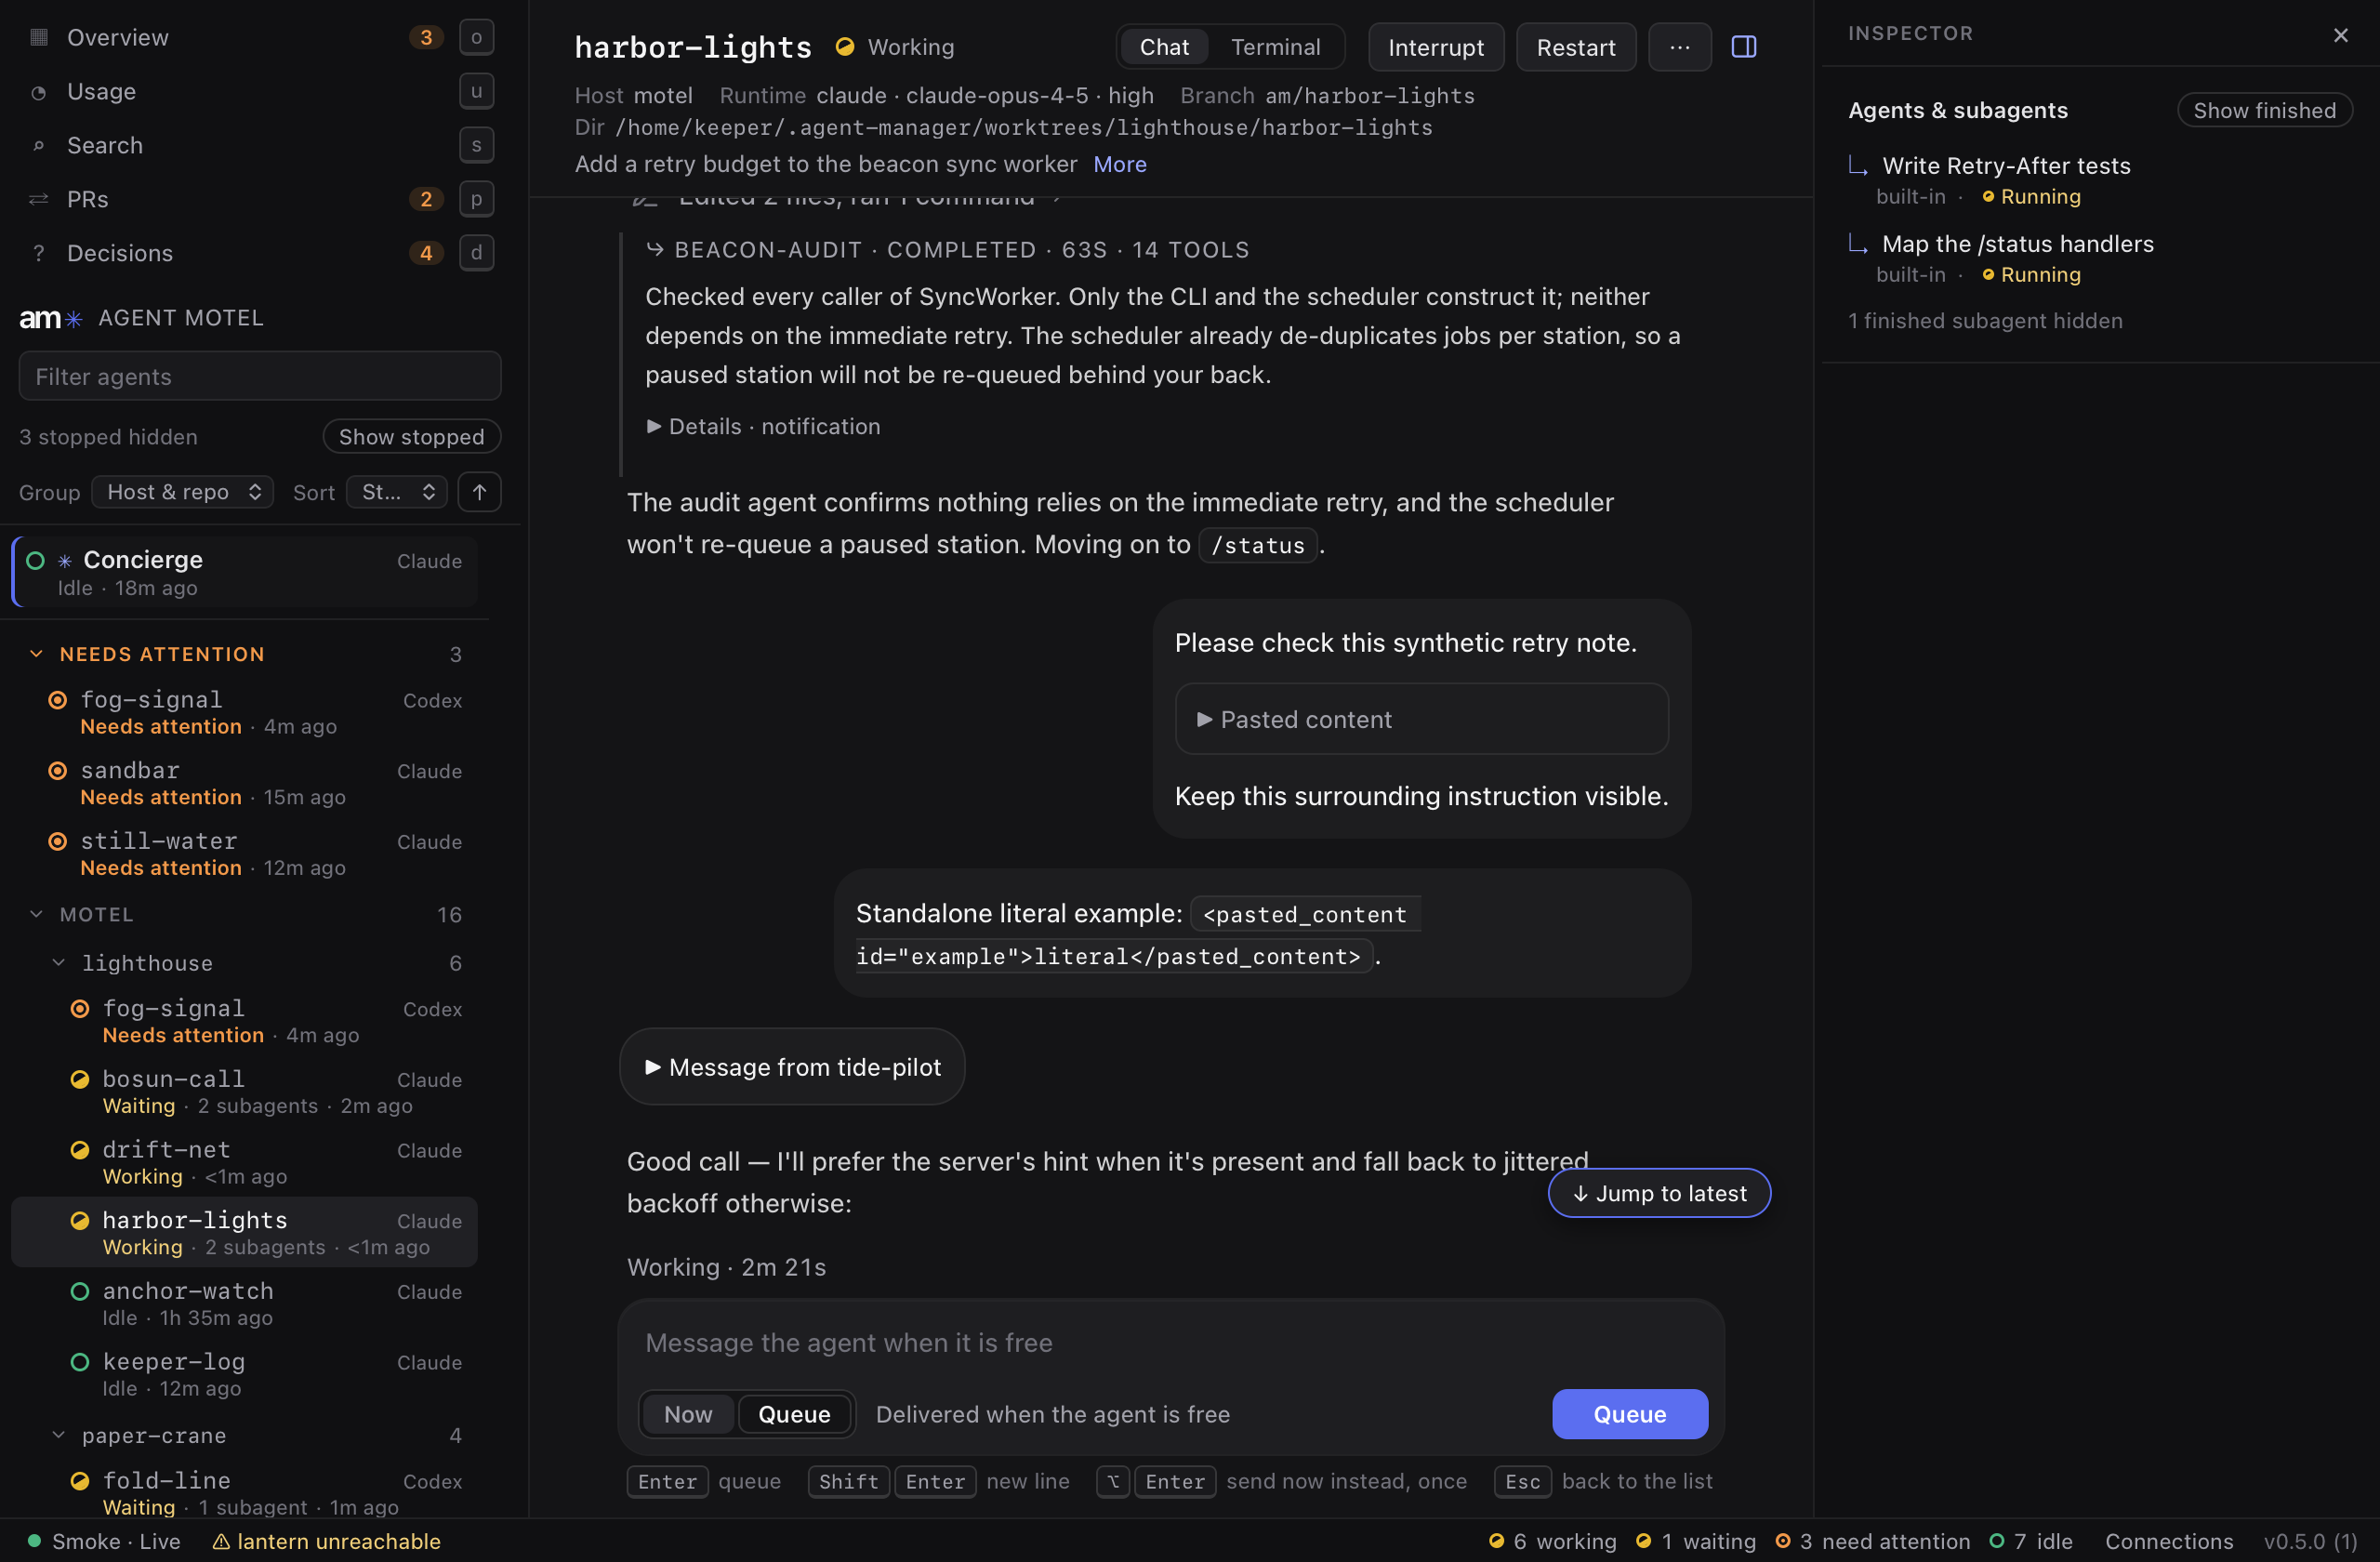 Overview 3 o
Usage u
Search s
PRs 2 p
? Decisions 4 d
am AGENT MOTEL
Filter agents
3 stopped hidden Show stopped
Group Host & repo Sort St... ↑
Concierge Claude
Idle · 18m ago
NEEDS ATTENTION 3
fog-signal Codex
Needs attention · 4m ago
sandbar Claude
Needs attention · 15m ago
still-water Claude
Needs attention · 12m ago
MOTEL 16
lighthouse 6
fog-signal Codex
Needs attention · 4m ago
bosun-call Claude
Waiting · 2 subagents · 2m ago
drift-net Claude
Working · <1m ago
harbor-lights Claude
Working · 2 subagents · <1m ago
anchor-watch Claude
Idle · 1h 35m ago
keeper-log Claude
Idle · 12m ago
paper-crane 4
fold-line Codex
Waiting · 1 subagent · 1m ago
harbor-lights Working Chat Terminal Interrupt Restart ···
Host motel Runtime claude · claude-opus-4-5 · high Branch am/harbor-lights
Dir /home/keeper/.agent-manager/worktrees/lighthouse/harbor-lights
Add a retry budget to the beacon sync worker More
Edited 2 files, ran 1 command
↪ BEACON-AUDIT · COMPLETED · 63S · 14 TOOLS
Checked every caller of SyncWorker. Only the CLI and the scheduler construct it; neither
depends on the immediate retry. The scheduler already de-duplicates jobs per station, so a
paused station will not be re-queued behind your back.
▶ Details · notification
The audit agent confirms nothing relies on the immediate retry, and the scheduler
won't re-queue a paused station. Moving on to /status.
Please check this synthetic retry note.
▶ Pasted content
Keep this surrounding instruction visible.
Standalone literal example: <pasted_content
id="example">literal</pasted_content>.
▶ Message from tide-pilot
Good call — I'll prefer the server's hint when it's present and fall back to jittered
backoff otherwise:
↓ Jump to latest
Working · 2m 21s
Message the agent when it is free
Now Queue Delivered when the agent is free Queue
Enter queue Shift Enter new line ⌥ Enter send now instead, once Esc back to the list
INSPECTOR ×
Agents & subagents Show finished
Write Retry-After tests
built-in · Running
Map the /status handlers
built-in · Running
1 finished subagent hidden
Smoke · Live ⚠ lantern unreachable 6 working 1 waiting 3 need attention 7 idle Connections v0.5.0 (1)